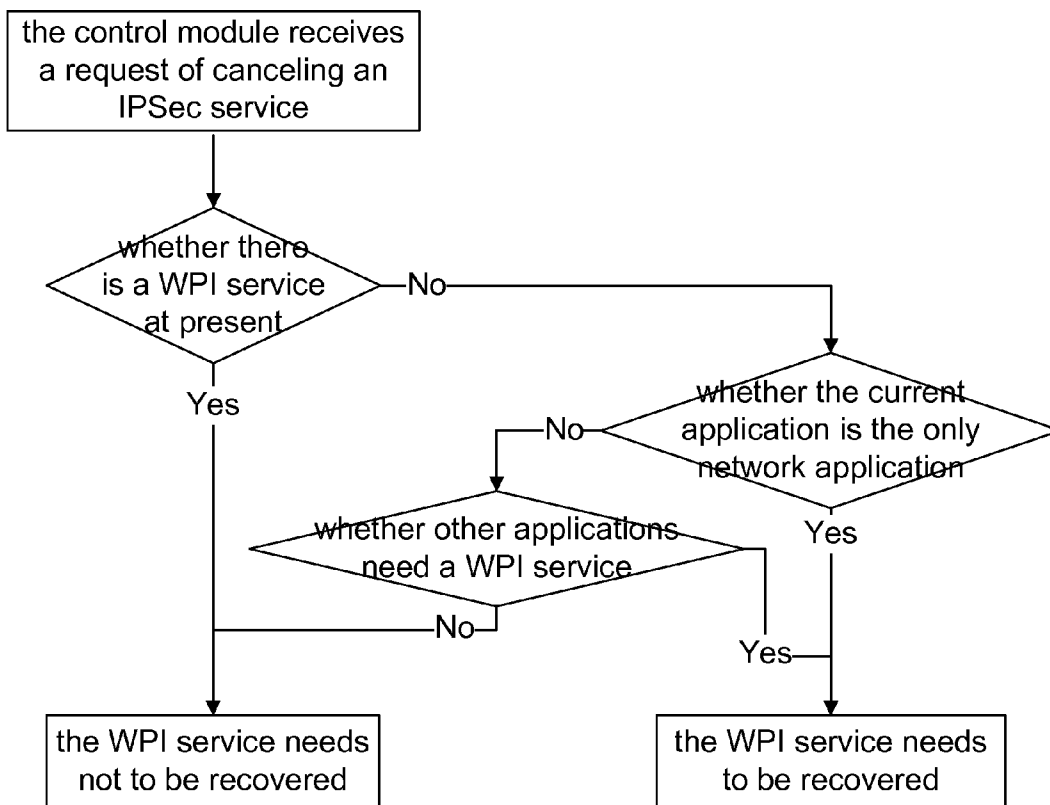 the control module receives
a request of canceling an
IPSec service
whether there
is a WPI service
at present
No
Yes
whether the current
application is the only
network application
No
Yes
whether other applications
need a WPI service
No
Yes
the WPI service needs
not to be recovered
the WPI service needs
to be recovered